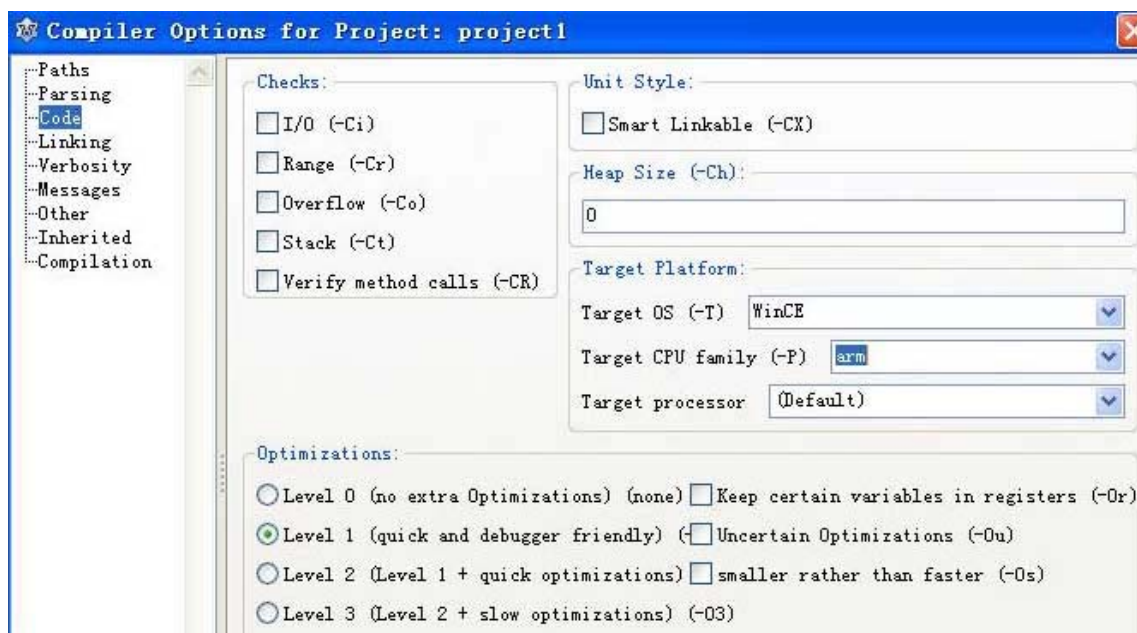 Compiler Options for Project: project1
Paths
Parsing
Code
Linking
Verbosity
Messages
Other
Inherited
Compilation
Checks:
I/O (-Ci)
Range (-Cr)
Overflow (-Co)
Stack (-Ct)
Verify method calls (-CR)
Unit Style:
Smart Linkable (-CX)
Heap Size (-Ch):
0
Target Platform:
Target OS (-T) WinCE
Target CPU family (-P) arm
Target processor (Default)
Optimizations:
Level 0 (no extra Optimizations) (none)
Level 1 (quick and debugger friendly) (-
Level 2 (Level 1 + quick optimizations)
Level 3 (Level 2 + slow optimizations) (-O3)
Keep certain variables in registers (-Or)
Uncertain Optimizations (-Ou)
smaller rather than faster (-Os)